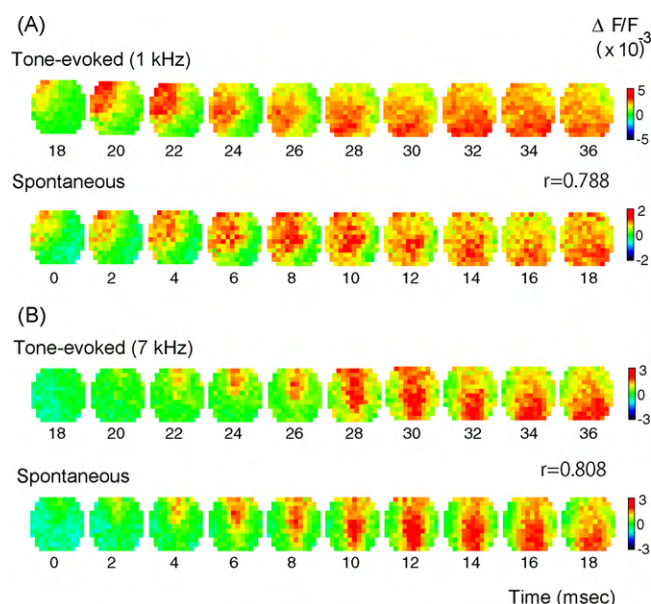 (A)
Δ F/F
Tone-evoked (1 kHz)
(x 10)-3
5
0
-5
18 20 22 24 26 28 30 32 34 36
Spontaneous
r=0.788
2
0
-2
0 2 4 6 8 10 12 14 16 18
(B)
Tone-evoked (7 kHz)
3
0
-3
18 20 22 24 26 28 30 32 34 36
Spontaneous
r=0.808
3
0
-3
0 2 4 6 8 10 12 14 16 18
Time (msec)